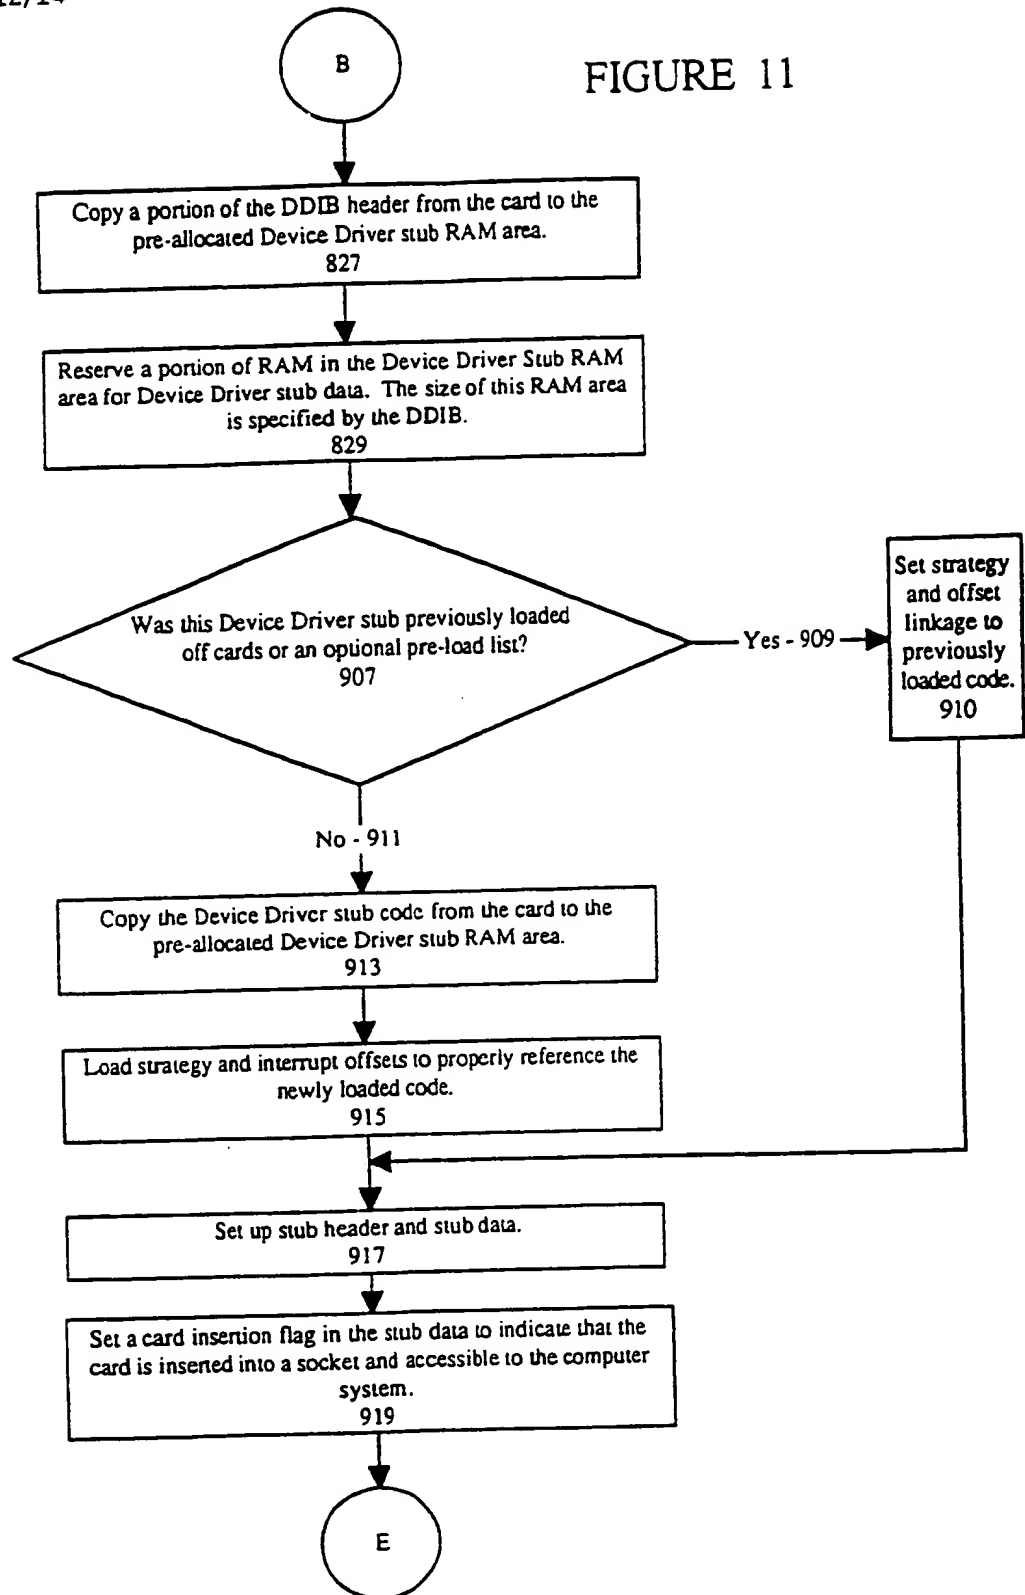 B
FIGURE 11
Copy a portion of the DDIB header from the card to the
pre-allocated Device Driver stub RAM area.
827
Reserve a portion of RAM in the Device Driver Stub RAM
area for Device Driver stub data. The size of this RAM area
is specified by the DDIB.
829
Was this Device Driver stub previously loaded
off cards or an optional pre-load list?
907
Yes - 909
Set strategy
and offset
linkage to
previously
loaded code.
910
No - 911
Copy the Device Driver stub code from the card to the
pre-allocated Device Driver stub RAM area.
913
Load strategy and interrupt offsets to properly reference the
newly loaded code.
915
Set up stub header and stub data.
917
Set a card insertion flag in the stub data to indicate that the
card is inserted into a socket and accessible to the computer
system.
919
E